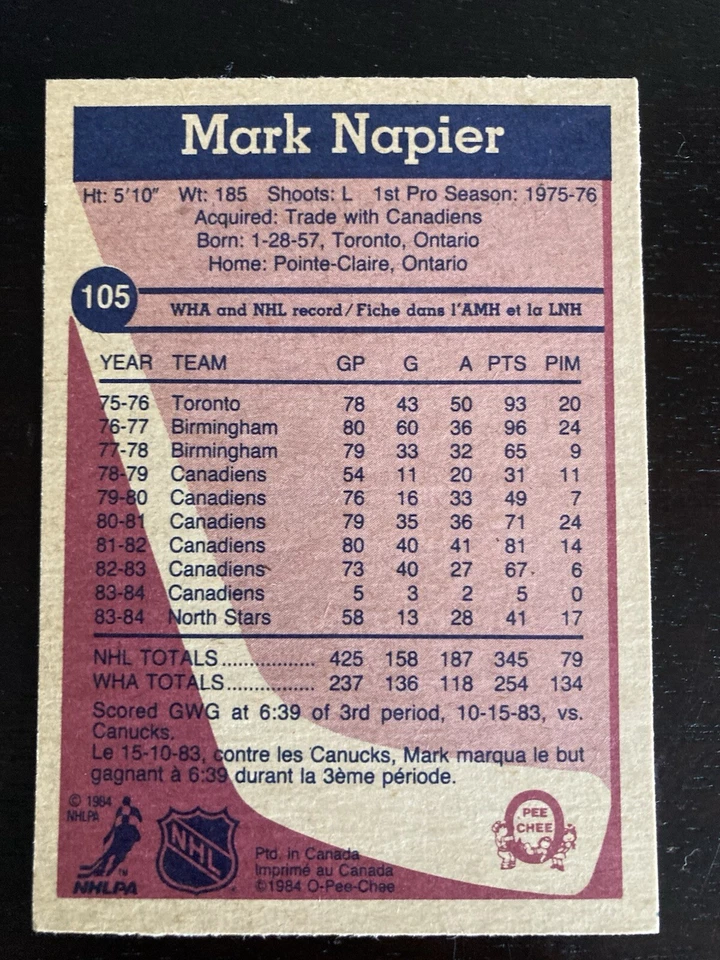 Mark Napier
Ht: 5'10" Wt: 185 Shoots: L 1st Pro Season: 1975-76
Acquired: Trade with Canadiens
Born: 1-28-57, Toronto, Ontario
Home: Pointe-Claire, Ontario
105
WHA and NHL record/Fiche dans l'AMH et la LNH
YEAR TEAM GP G A PTS PIM
75-76 Toronto 78 43 50 93 20
76-77 Birmingham 80 60 36 96 24
77-78 Birmingham 79 33 32 65 9
78-79 Canadiens 54 11 20 31 11
79-80 Canadiens 76 16 33 49 7
80-81 Canadiens 79 35 36 71 24
81-82 Canadiens 80 40 41 81 14
82-83 Canadiens 73 40 27 67 6
83-84 Canadiens 5 3 2 5 0
83-84 North Stars 58 13 28 41 17
NHL TOTALS................ 425 158 187 345 79
WHA TOTALS............... 237 136 118 254 134
Scored GWG at 6:39 of 3rd period, 10-15-83, vs.
Canucks.
Le 15-10-83, contre les Canucks, Mark marqua le but
gagnant à 6:39 durant la 3ème période.
© 1984
NHLPA
TM
NHLPA
NHL
Ptd. in Canada
Imprimé au Canada
©1984 O-Pee-Chee
PEE
CHEE